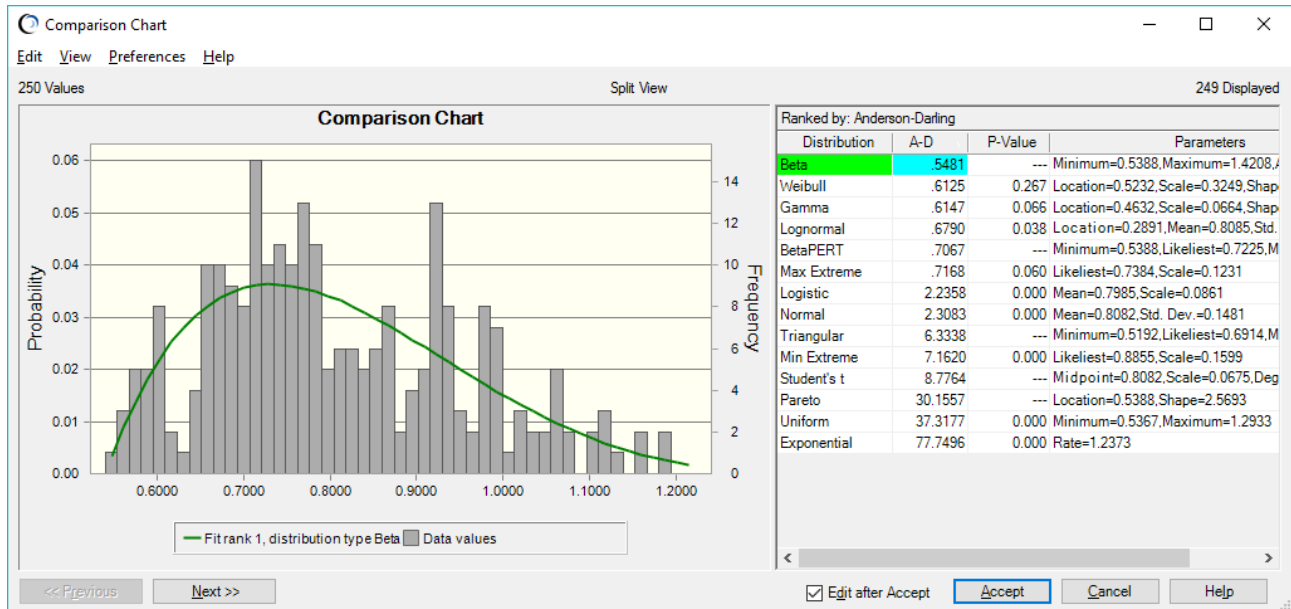 Comparison Chart
Edit View Preferences Help
250 Values Split View 249 Displayed
Comparison Chart
Probability
0.06
0.05
0.04
0.03
0.02
0.01
0.00
14
12
10
8
6
4
2
0
Frequency
0.6000 0.7000 0.8000 0.9000 1.0000 1.1000 1.2000
Fit rank 1, distribution type Beta Data values
Ranked by: Anderson-Darling
Distribution A-D P-Value Parameters
Beta .5481 --- Minimum=0.5388,Maximum=1.4208,A
Weibull .6125 0.267 Location=0.5232,Scale=0.3249,Shap
Gamma .6147 0.066 Location=0.4632,Scale=0.0664,Shap
Lognormal .6790 0.038 Location=0.2891,Mean=0.8085,Std.
BetaPERT .7067 --- Minimum=0.5388,Likeliest=0.7225,M
Max Extreme .7168 0.060 Likeliest=0.7384,Scale=0.1231
Logistic 2.2358 0.000 Mean=0.7985,Scale=0.0861
Normal 2.3083 0.000 Mean=0.8082,Std. Dev.=0.1481
Triangular 6.3338 --- Minimum=0.5192,Likeliest=0.6914,M
Min Extreme 7.1620 0.000 Likeliest=0.8855,Scale=0.1599
Student's t 8.7764 --- Midpoint=0.8082,Scale=0.0675,Deg
Pareto 30.1557 --- Location=0.5388,Shape=2.5693
Uniform 37.3177 0.000 Minimum=0.5367,Maximum=1.2933
Exponential 77.7496 0.000 Rate=1.2373
<< Previous Next >> Edit after Accept Accept Cancel Help